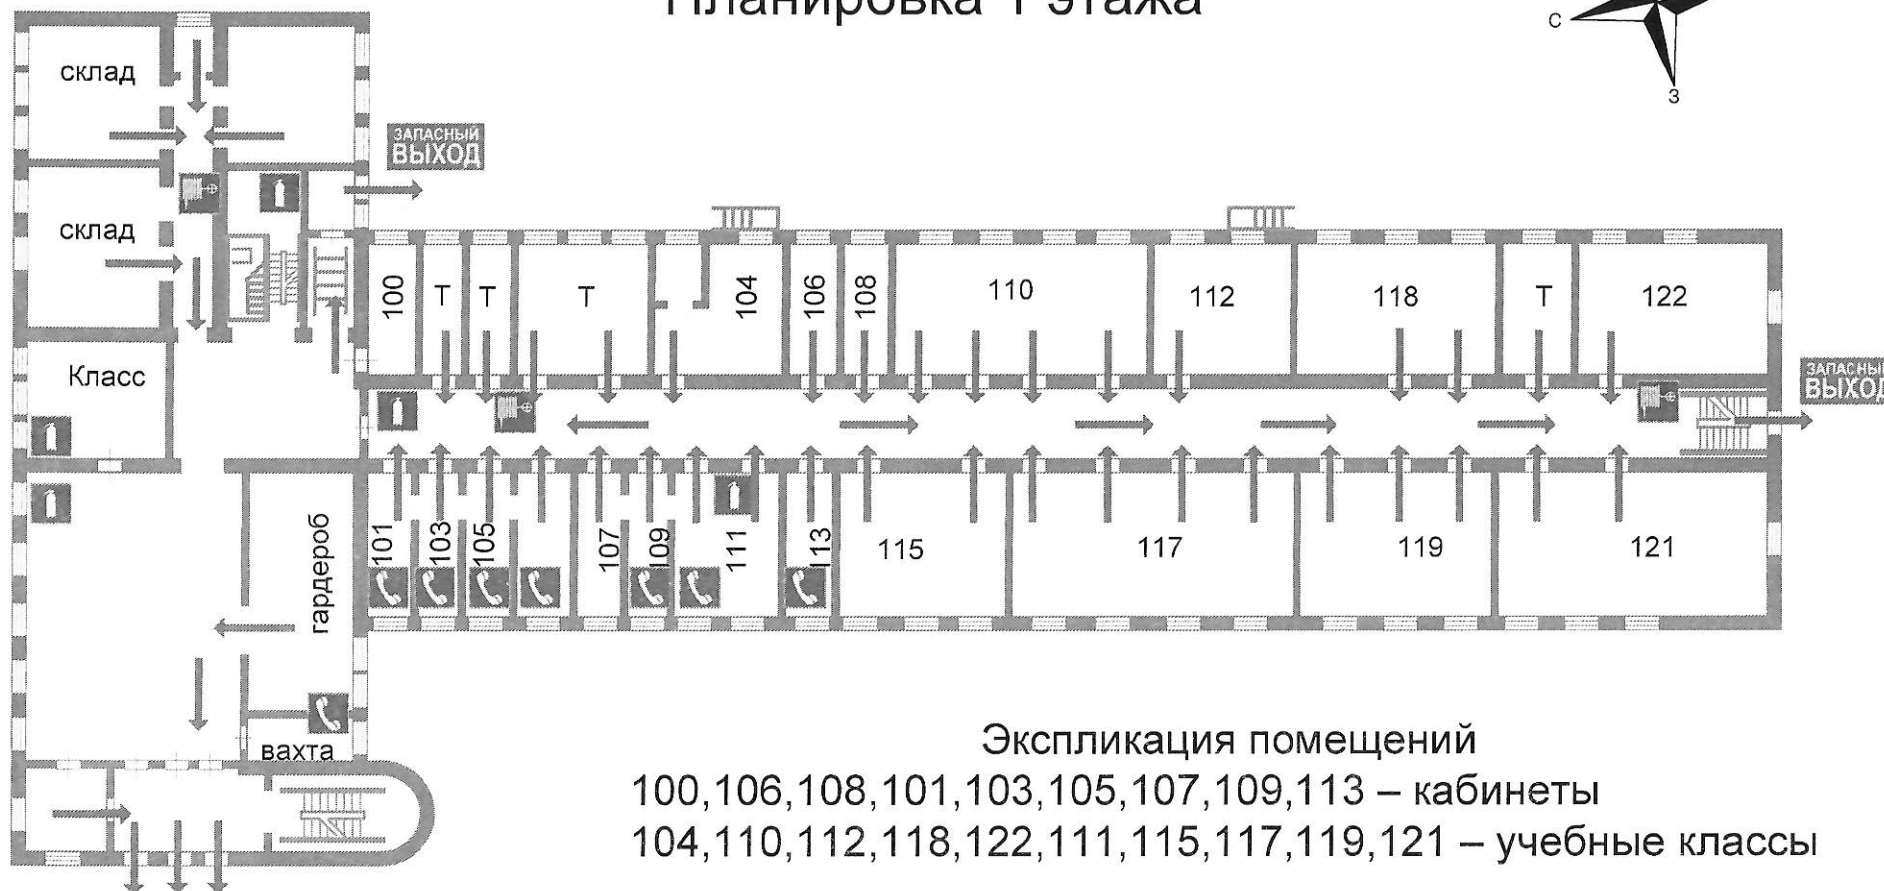 Планировка 1 этажа
С
З
склад
ЗАПАСНЫЙ
ВЫХОД
склад
100
Т
Т
Т
104
106
108
110
112
118
Т
122
Класс
ЗАПАСНЫЙ
ВЫХОД
101
103
105
107
109
111
113
115
117
119
121
гардероб
вахта
Экспликация помещений
100,106,108,101,103,105,107,109,113 – кабинеты
104,110,112,118,122,111,115,117,119,121 – учебные классы